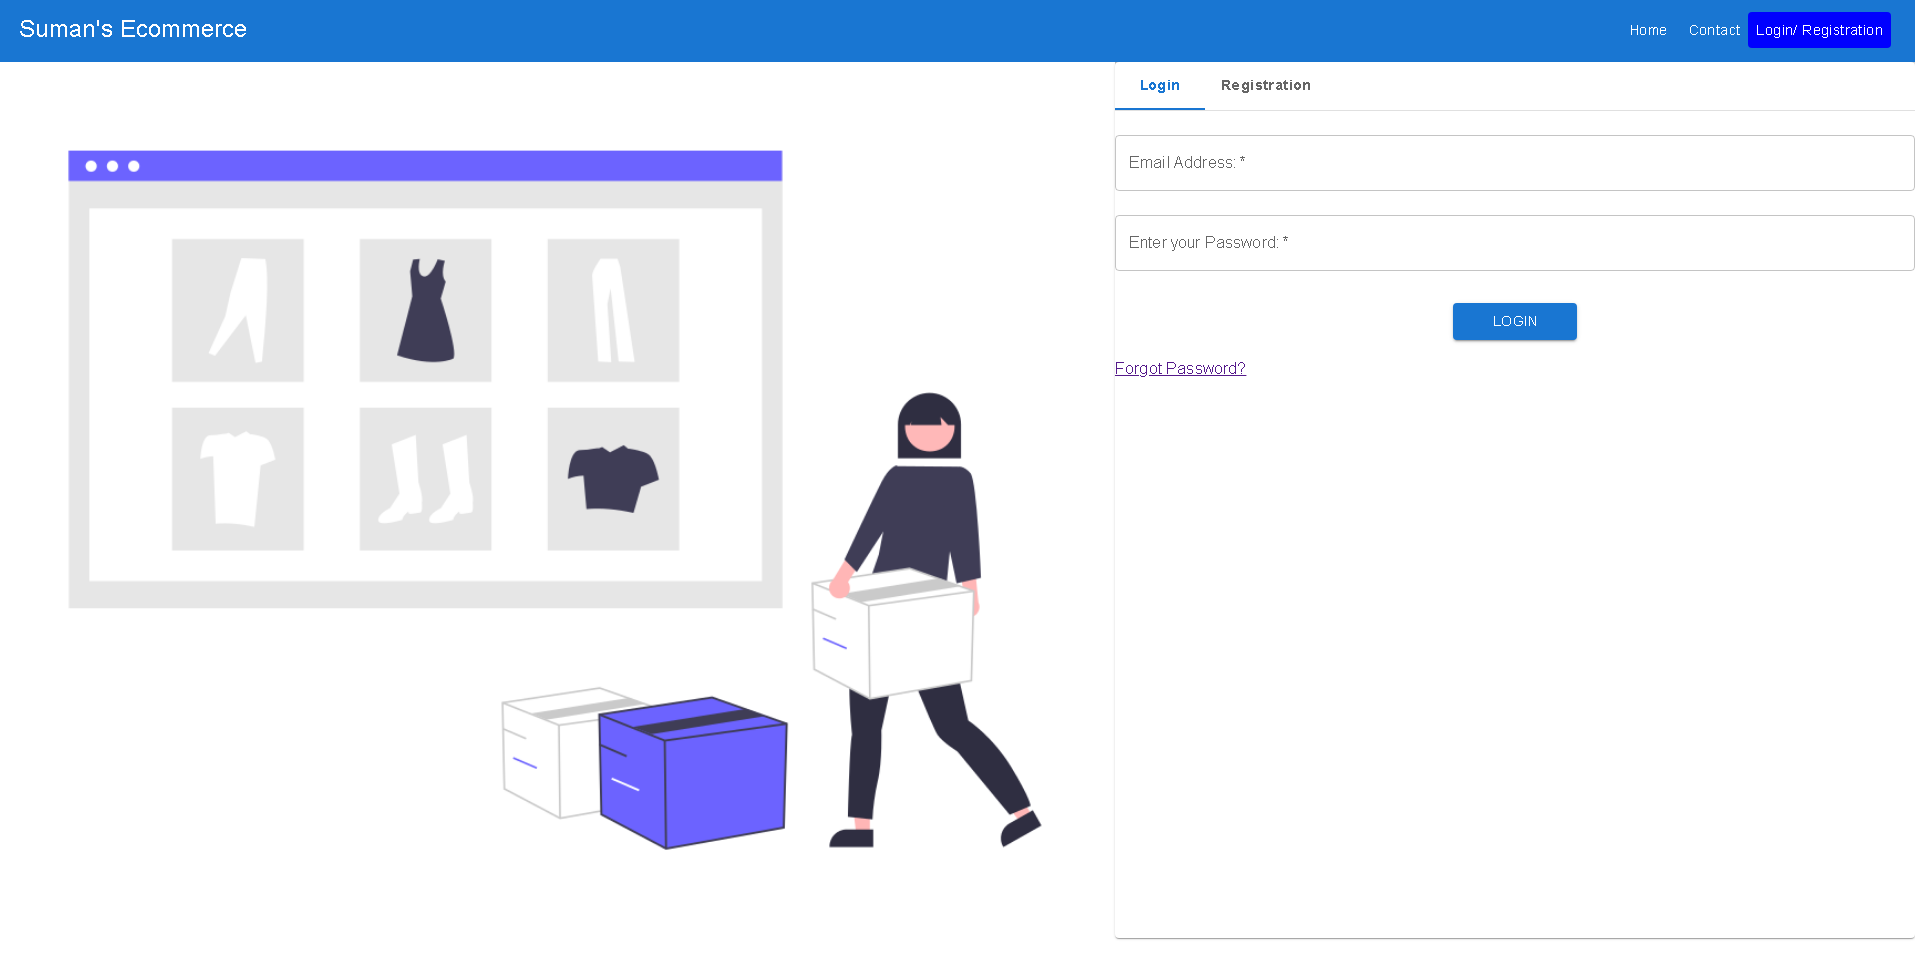 Suman's Ecommerce
Home Contact Login/ Registration
Login Registration
Email Address: *
Enter your Password: *
LOGIN
Forgot Password?